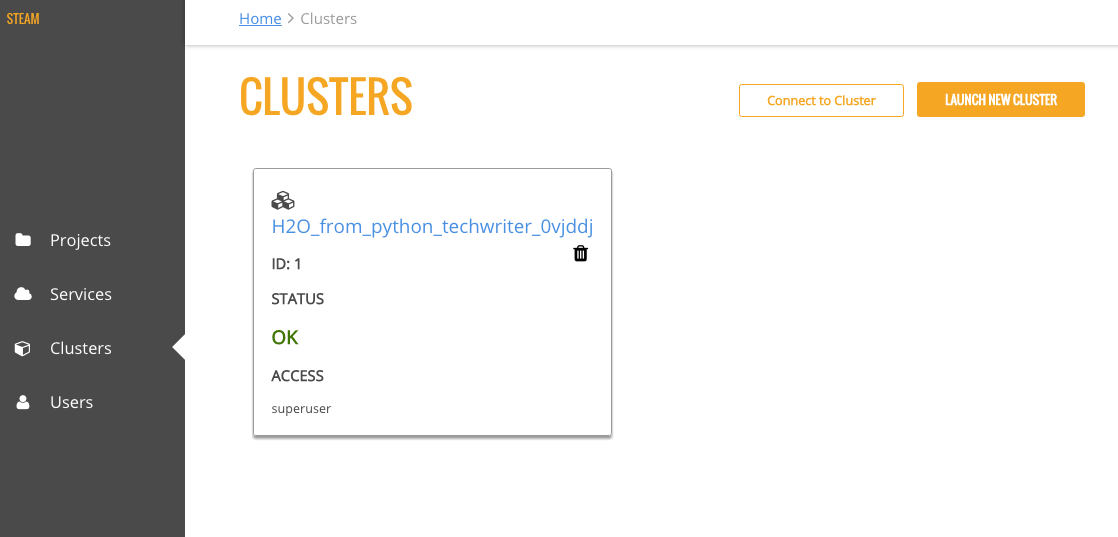 STEAM
Home > Clusters
CLUSTERS
Connect to Cluster
LAUNCH NEW CLUSTER
Projects
Services
Clusters
Users
H2O_from_python_techwriter_0vjddj
ID: 1
STATUS
OK
ACCESS
superuser